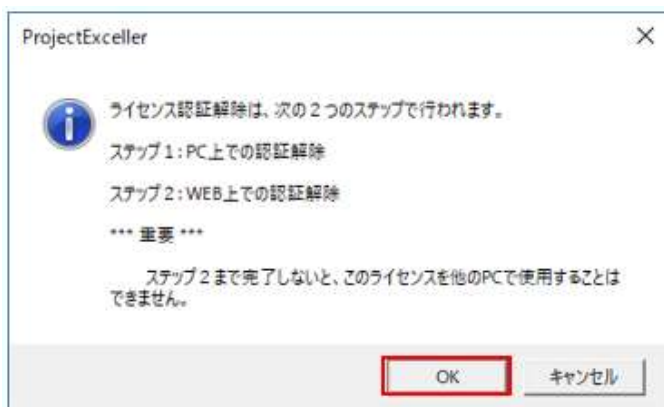 ProjectExceller
ライセンス認証解除は、次の２つのステップで行われます。
ステップ１：PC上での認証解除
ステップ２：WEB上での認証解除
*** 重要 ***
ステップ２まで完了しないと、このライセンスを他のPCで使用することは
できません。
OK
キャンセル